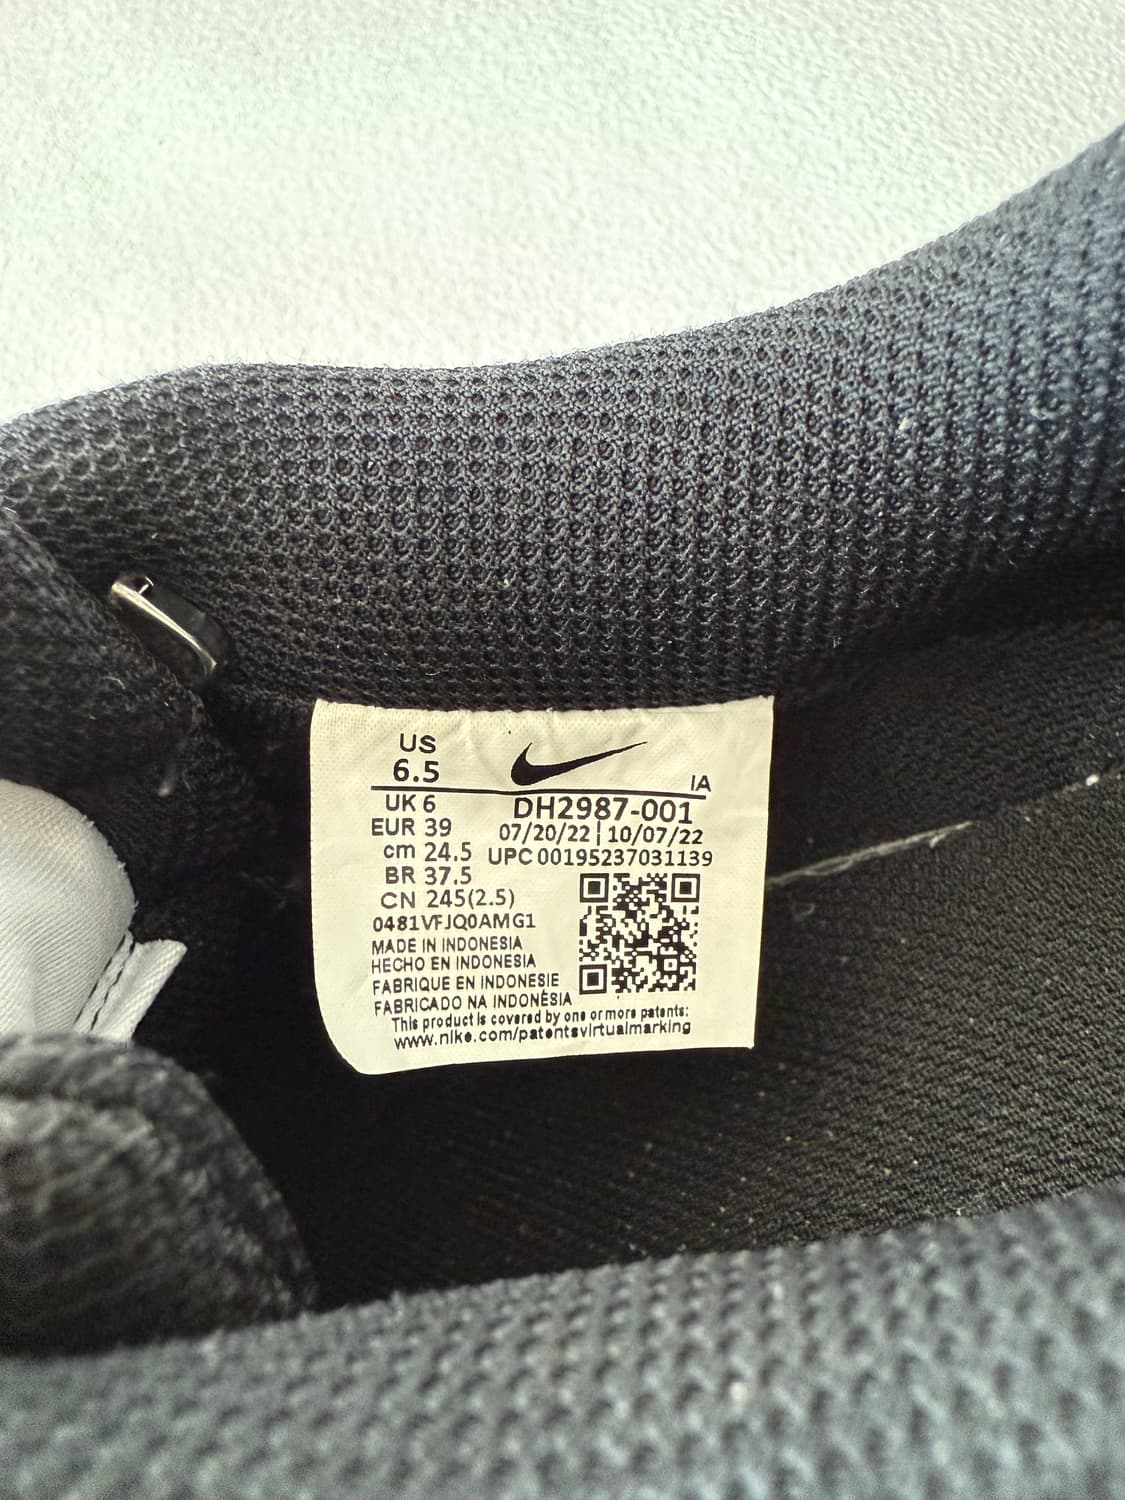 US
6.5
IA
UK 6
DH2987-001
EUR 39
07/20/22 | 10/07/22
cm 24.5
UPC 00195237031139
BR 37.5
CN 245(2.5)
0481VFJQ0AMG1
MADE IN INDONESIA
HECHO EN INDONESIA
FABRIQUE EN INDONESIE
FABRICADO NA INDONÉSIA
This product is covered by one or more patents:
www.nike.com/patentsvirtualmarking